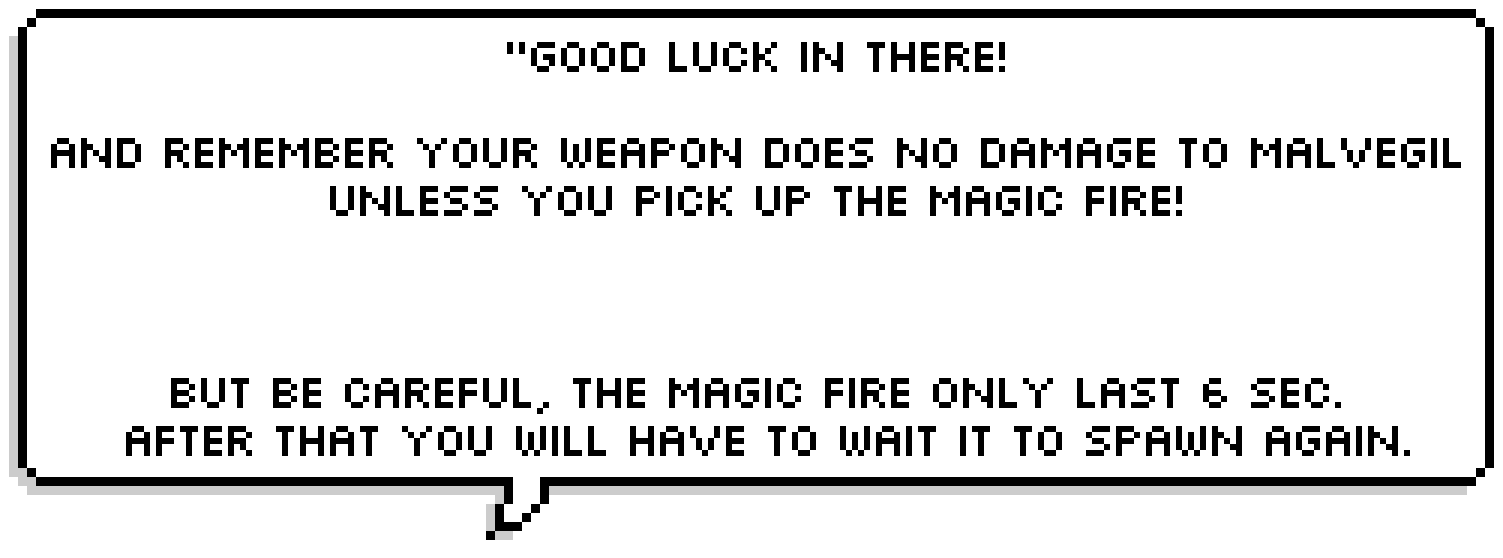 "GOOD LUCK IN THERE!
AND REMEMBER YOUR WEAPON DOES NO DAMAGE TO MALVEGIL
UNLESS YOU PICK UP THE MAGIC FIRE!
BUT BE CAREFUL, THE MAGIC FIRE ONLY LAST 6 SEC.
AFTER THAT YOU WILL HAVE TO WAIT IT TO SPAWN AGAIN.